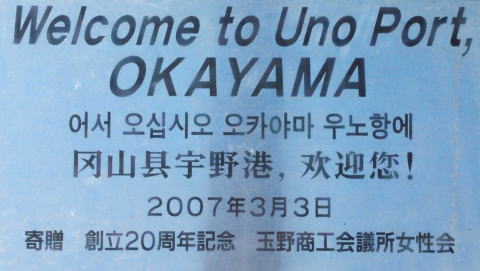 Welcome to Uno Port,
OKAYAMA
어서 오십시오 오카야마 우노항에
冈山县宇野港，欢迎您！
2007年3月3日
寄贈 創立20周年記念 玉野商工会議所女性会